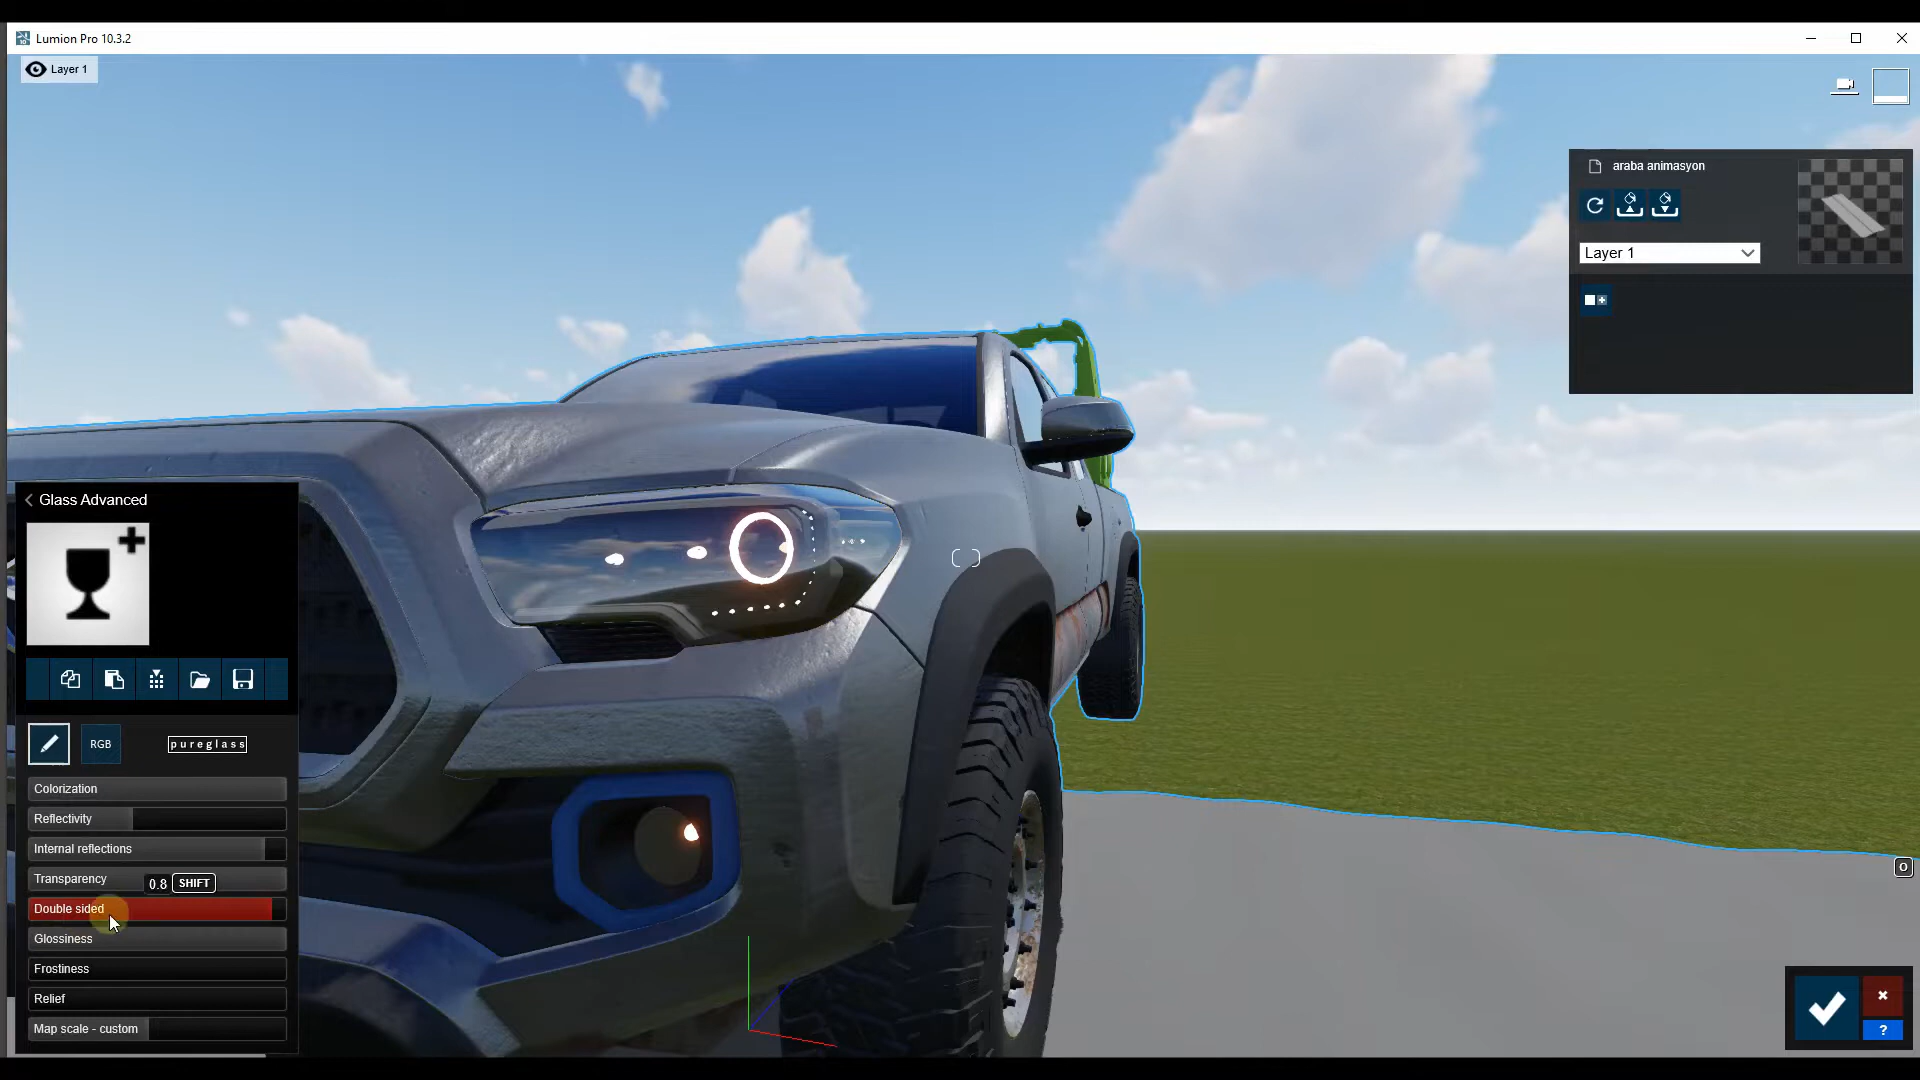 Lumion Pro 10.3.2
Layer 1
araba animasyon
Layer 1
Glass Advanced
RGB
pureglass
Colorization
Reflectivity
Internal reflections
Transparency
0.8 SHIFT
Double sided
Glossiness
Frostiness
Relief
Map scale - custom
O
?